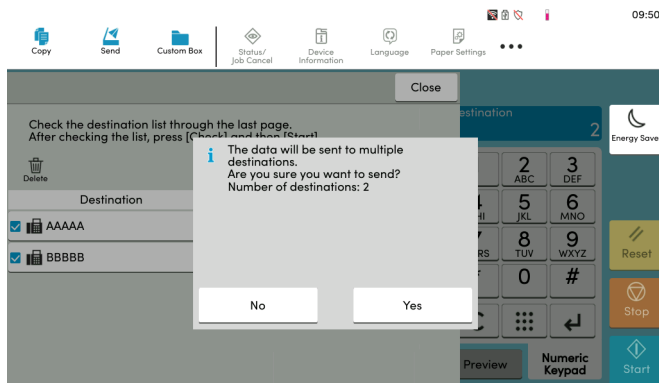 09:50
Copy
Send
Custom Box
Status/
Job Cancel
Device
Information
Language
Paper Settings
Close
Check the destination list through the last page.
After checking the list, press [Check] and then [Start].
Delete
Destination
AAAAA
BBBBB
The data will be sent to multiple
destinations.
Are you sure you want to send?
Number of destinations: 2
No
Yes
estination
2
Energy Save
2
ABC
3
DEF
HI
5
JKL
6
MNO
RS
8
TUV
9
WXYZ
0
#
C
Preview
Numeric
Keypad
Reset
Stop
Start